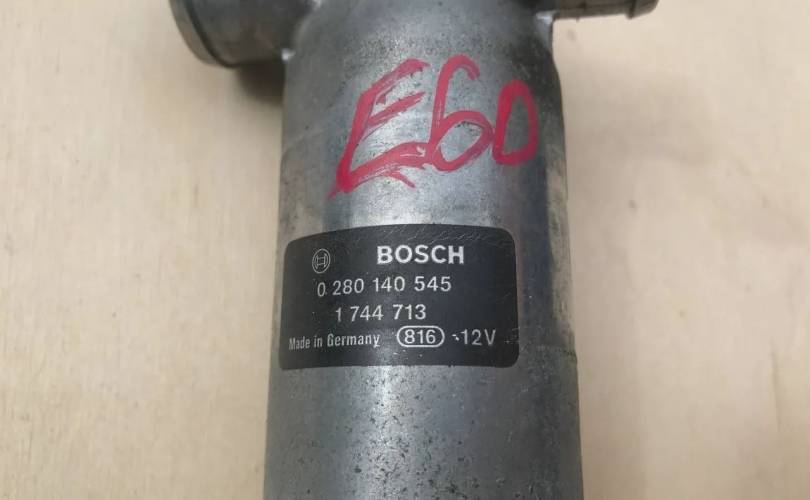 E60
BOSCH
0 280 140 545
1 744 713
Made in Germany 816 -12V